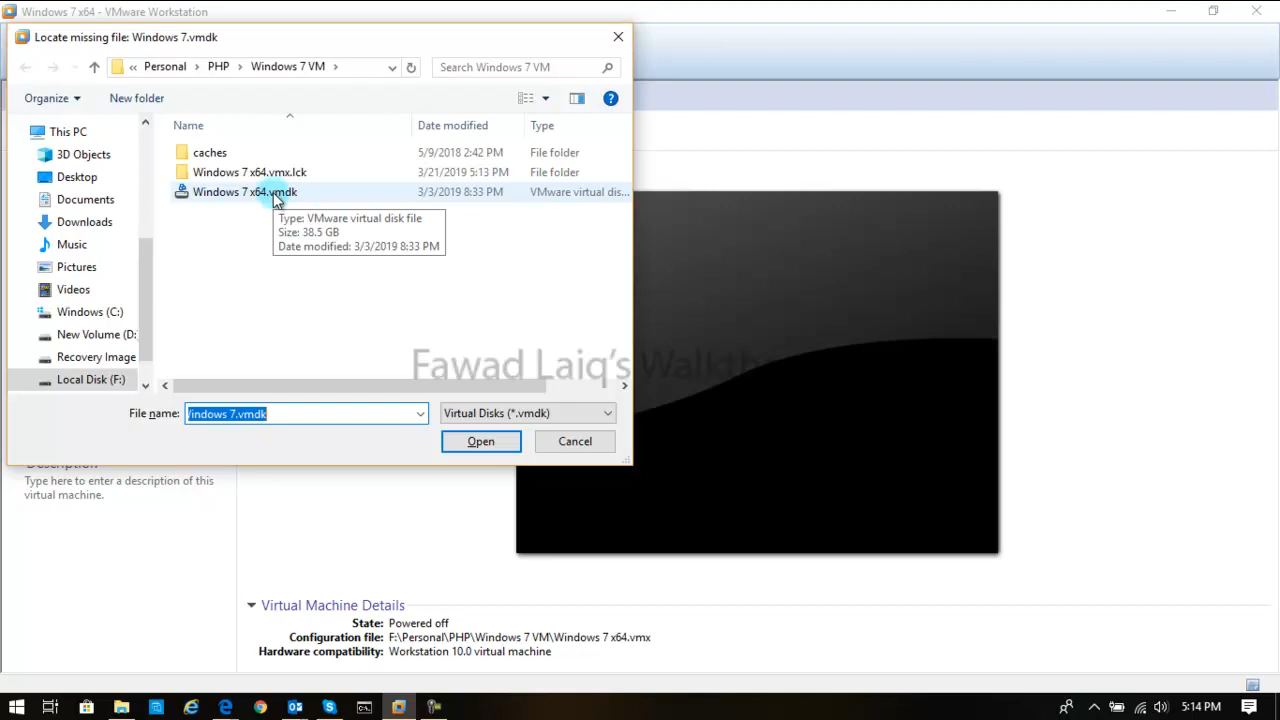 Windows 7 x64 - VMware Workstation
Locate missing file: Windows 7.vmdk
« Personal > PHP > Windows 7 VM >
Search Windows 7 VM
Organize
New folder
Name
Date modified
Type
This PC
3D Objects
Desktop
Documents
Downloads
Music
Pictures
Videos
Windows (C:)
New Volume (D:
Recovery Image
Local Disk (F:)
caches 5/9/2018 2:42 PM File folder
Windows 7 x64.vmx.lck 3/21/2019 5:13 PM File folder
Windows 7 x64.vmdk 3/3/2019 8:33 PM VMware virtual dis...
Type: VMware virtual disk file
Size: 38.5 GB
Date modified: 3/3/2019 8:33 PM
Fawad Laiq's Walkth
File name: indows 7.vmdk
Virtual Disks (*.vmdk)
Open
Cancel
Description
Type here to enter a description of this
virtual machine.
Virtual Machine Details
State: Powered off
Configuration file: F:\Personal\PHP\Windows 7 VM\Windows 7 x64.vmx
Hardware compatibility: Workstation 10.0 virtual machine
5:14 PM